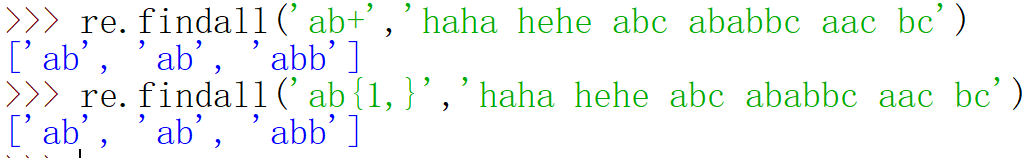 >>> re.findall('ab+','haha hehe abc ababbc aac bc')
['ab', 'ab', 'abb']
>>> re.findall('ab{1,}','haha hehe abc ababbc aac bc')
['ab', 'ab', 'abb']
>>>